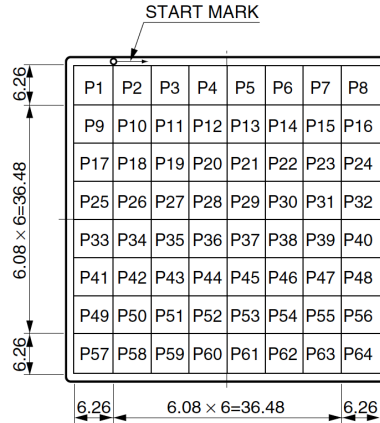 START MARK
6.26
6.08 × 6=36.48
6.26
P1 P2 P3 P4 P5 P6 P7 P8
P9 P10 P11 P12 P13 P14 P15 P16
P17 P18 P19 P20 P21 P22 P23 P24
P25 P26 P27 P28 P29 P30 P31 P32
P33 P34 P35 P36 P37 P38 P39 P40
P41 P42 P43 P44 P45 P46 P47 P48
P49 P50 P51 P52 P53 P54 P55 P56
P57 P58 P59 P60 P61 P62 P63 P64
6.26 6.08 × 6=36.48 6.26